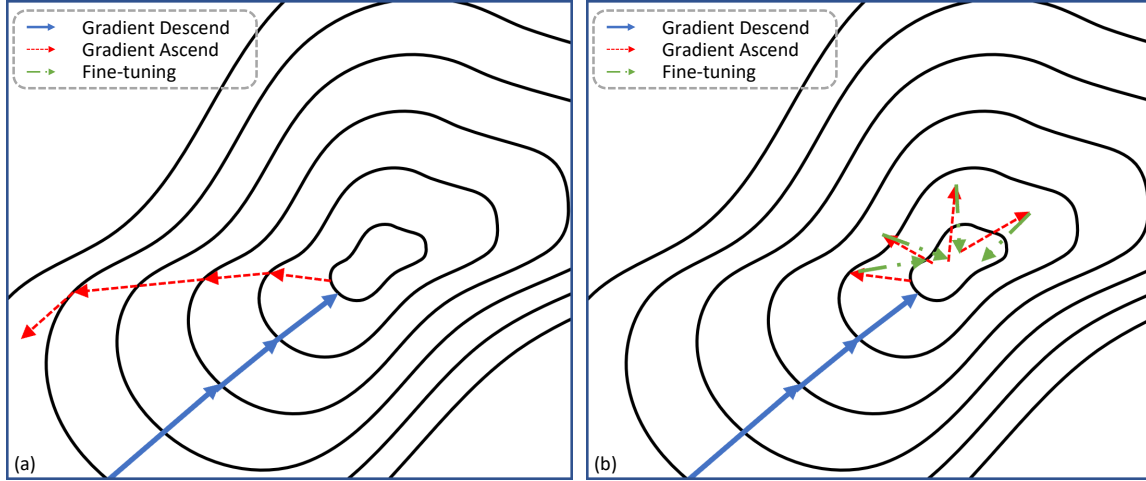 Gradient Descend
Gradient Ascend
Fine-tuning
(a)
Gradient Descend
Gradient Ascend
Fine-tuning
(b)